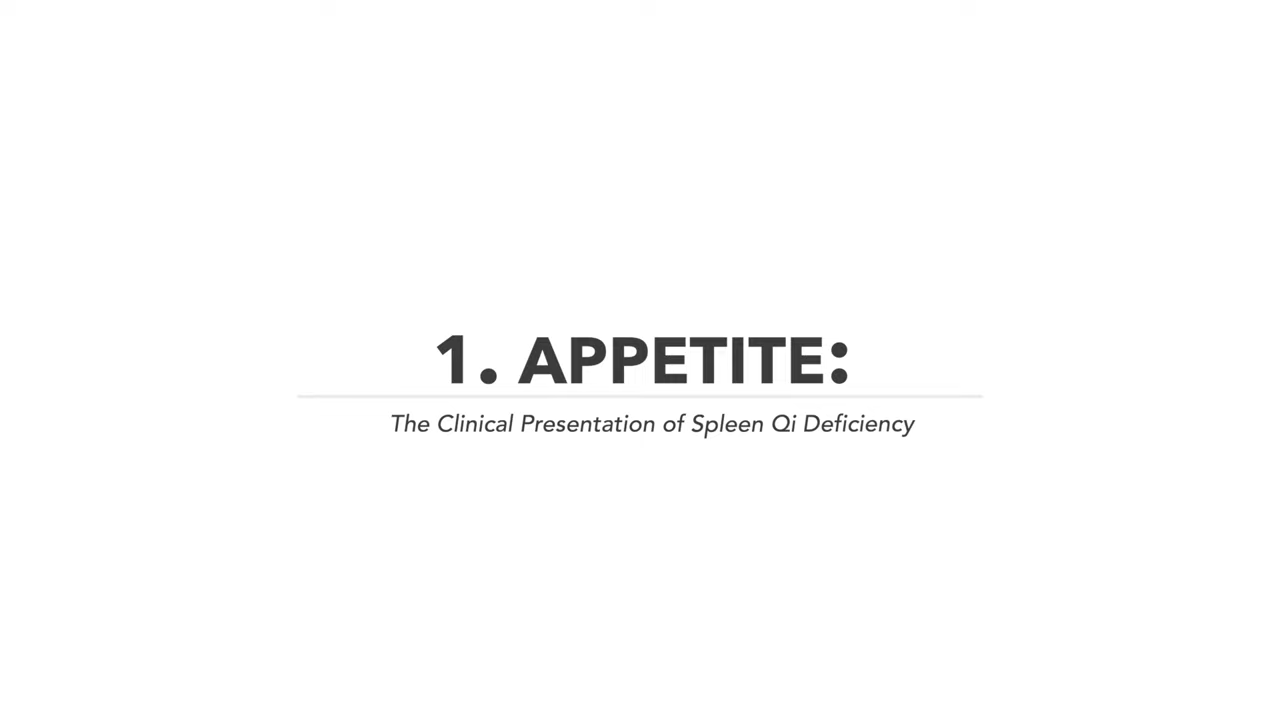 1. APPETITE:
The Clinical Presentation of Spleen Qi Deficiency